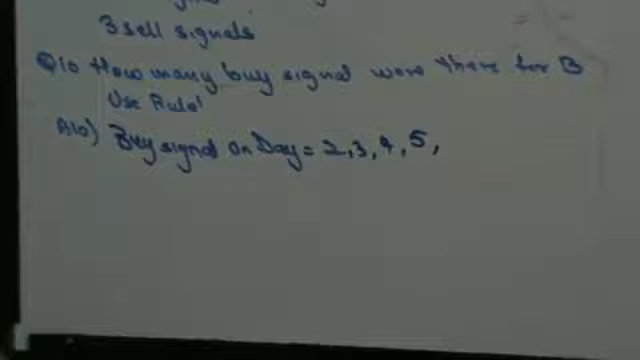 3 sell signals
Q10 How many buy signal were there for B
Use Rule1
A10) Buy signal on Day = 2, 3, 4, 5,